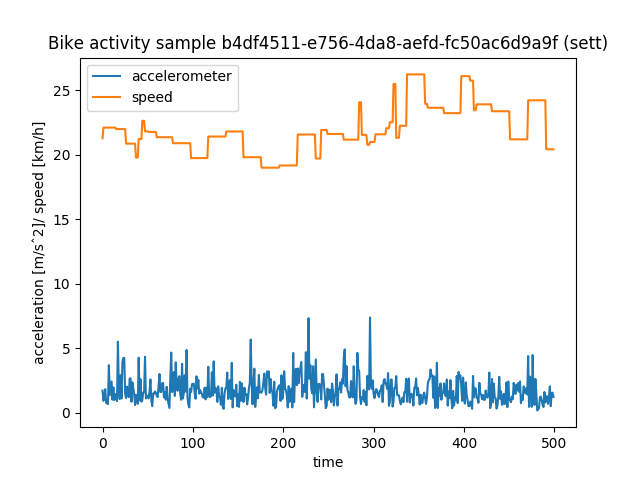 Bike activity sample b4df4511-e756-4da8-aefd-fc50ac6d9a9f (sett)
accelerometer
speed
acceleration [m/s^2]/ speed [km/h]
25
20
15
10
5
0
0 100 200 300 400 500
time